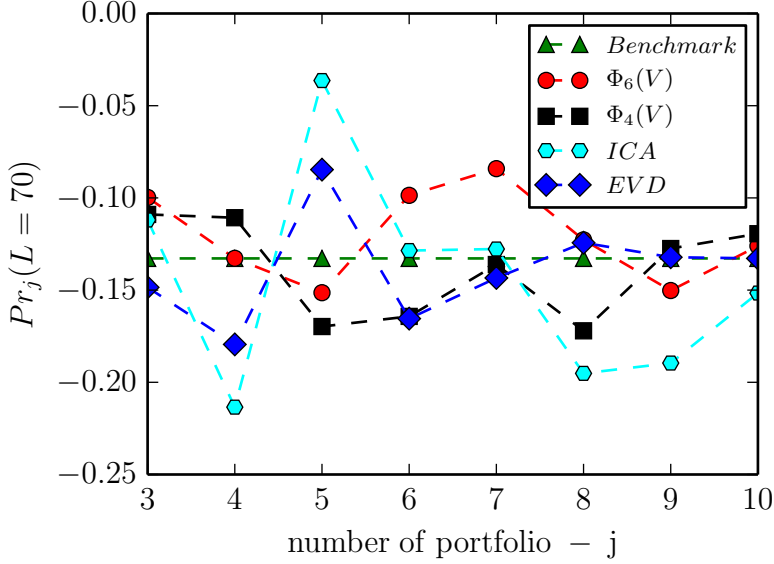 0.00
−0.05
−0.10
−0.15
−0.20
−0.25
Pr_j(L = 70)
Benchmark
Φ_6(V)
Φ_4(V)
ICA
EVD
3 4 5 6 7 8 9 10
number of portfolio − j